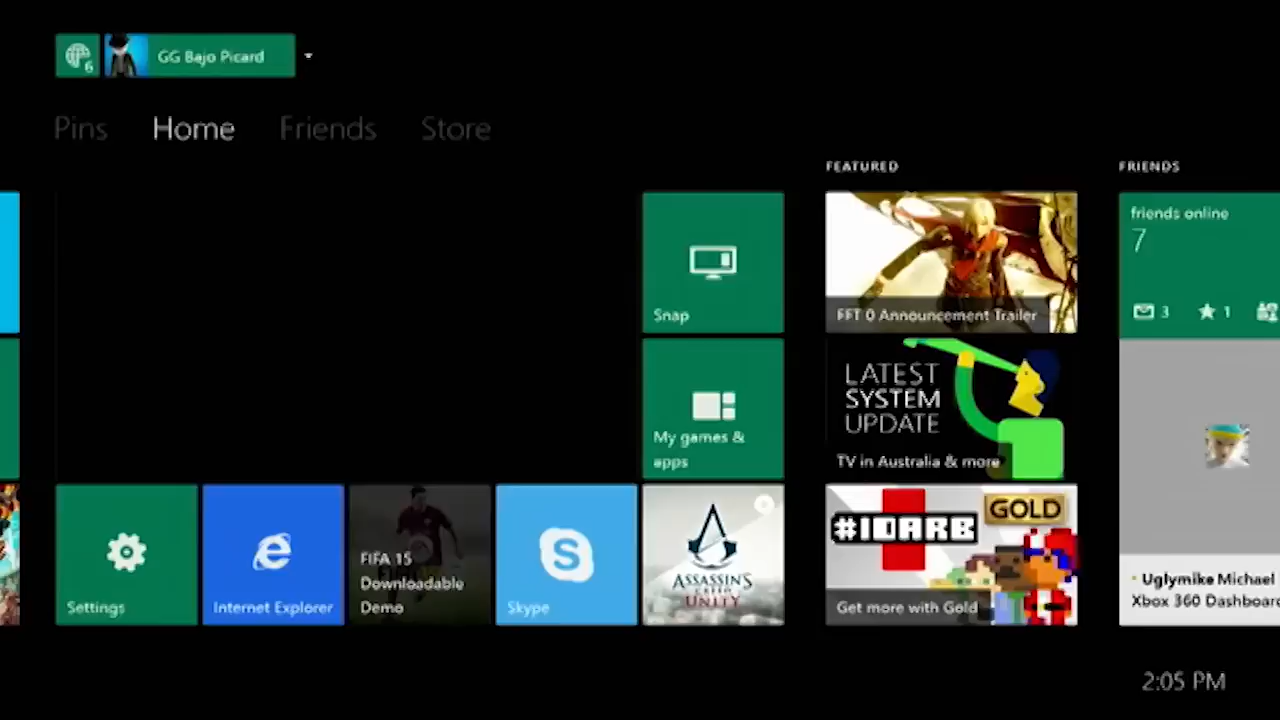 6
GG Bajo Picard
Pins
Home
Friends
Store
FEATURED
FRIENDS
Snap
FFT 0 Announcement Trailer
friends online
7
3
1
My games &
apps
LATEST
SYSTEM
UPDATE
TV in Australia & more
Settings
Internet Explorer
FIFA 15
Downloadable
Demo
Skype
ASSASSIN'S
CREED
UNITY
#IDARB
GOLD
Get more with Gold
Uglymike Michael
Xbox 360 Dashboard
2:05 PM